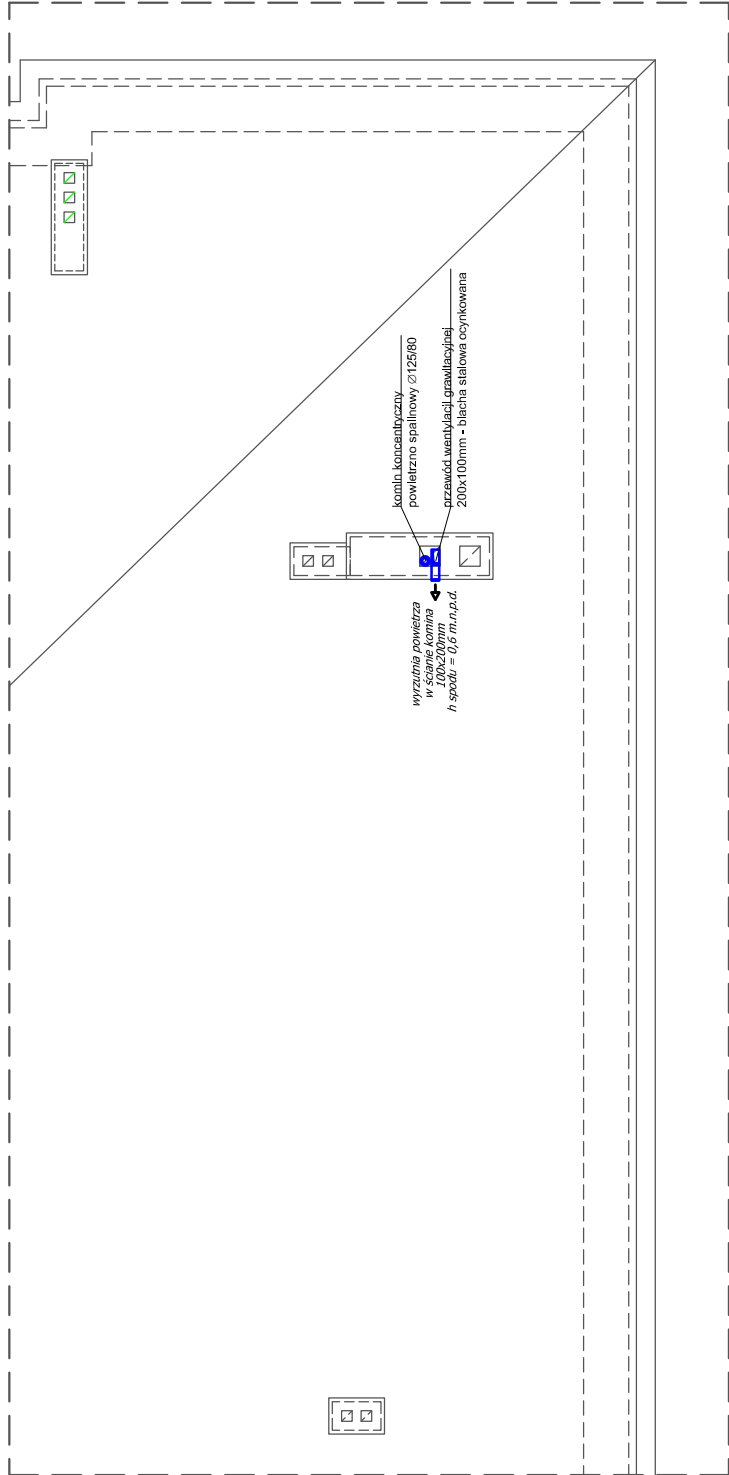 komin koncentryczny
powietrzno spalinowy ∅125/80
przewód wentylacji grawitacyjnej
200x100mm - blacha stalowa ocynkowana
wyrzutnia powietrza
w ścianie komina
100x200mm
h spodu = 0,6 m.n.p.d.